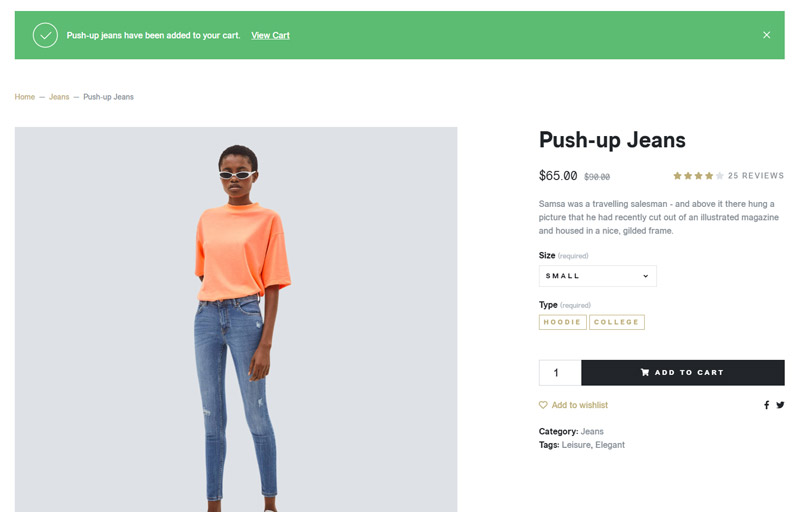 Push-up jeans have been added to your cart. View Cart
Home — Jeans — Push-up Jeans
Push-up Jeans
$65.00 $90.00 25 REVIEWS
Samsa was a travelling salesman - and above it there hung a
picture that he had recently cut out of an illustrated magazine
and housed in a nice, gilded frame.
Size (required)
SMALL
Type (required)
HOODIE COLLEGE
1 ADD TO CART
Add to wishlist
Category: Jeans
Tags: Leisure, Elegant